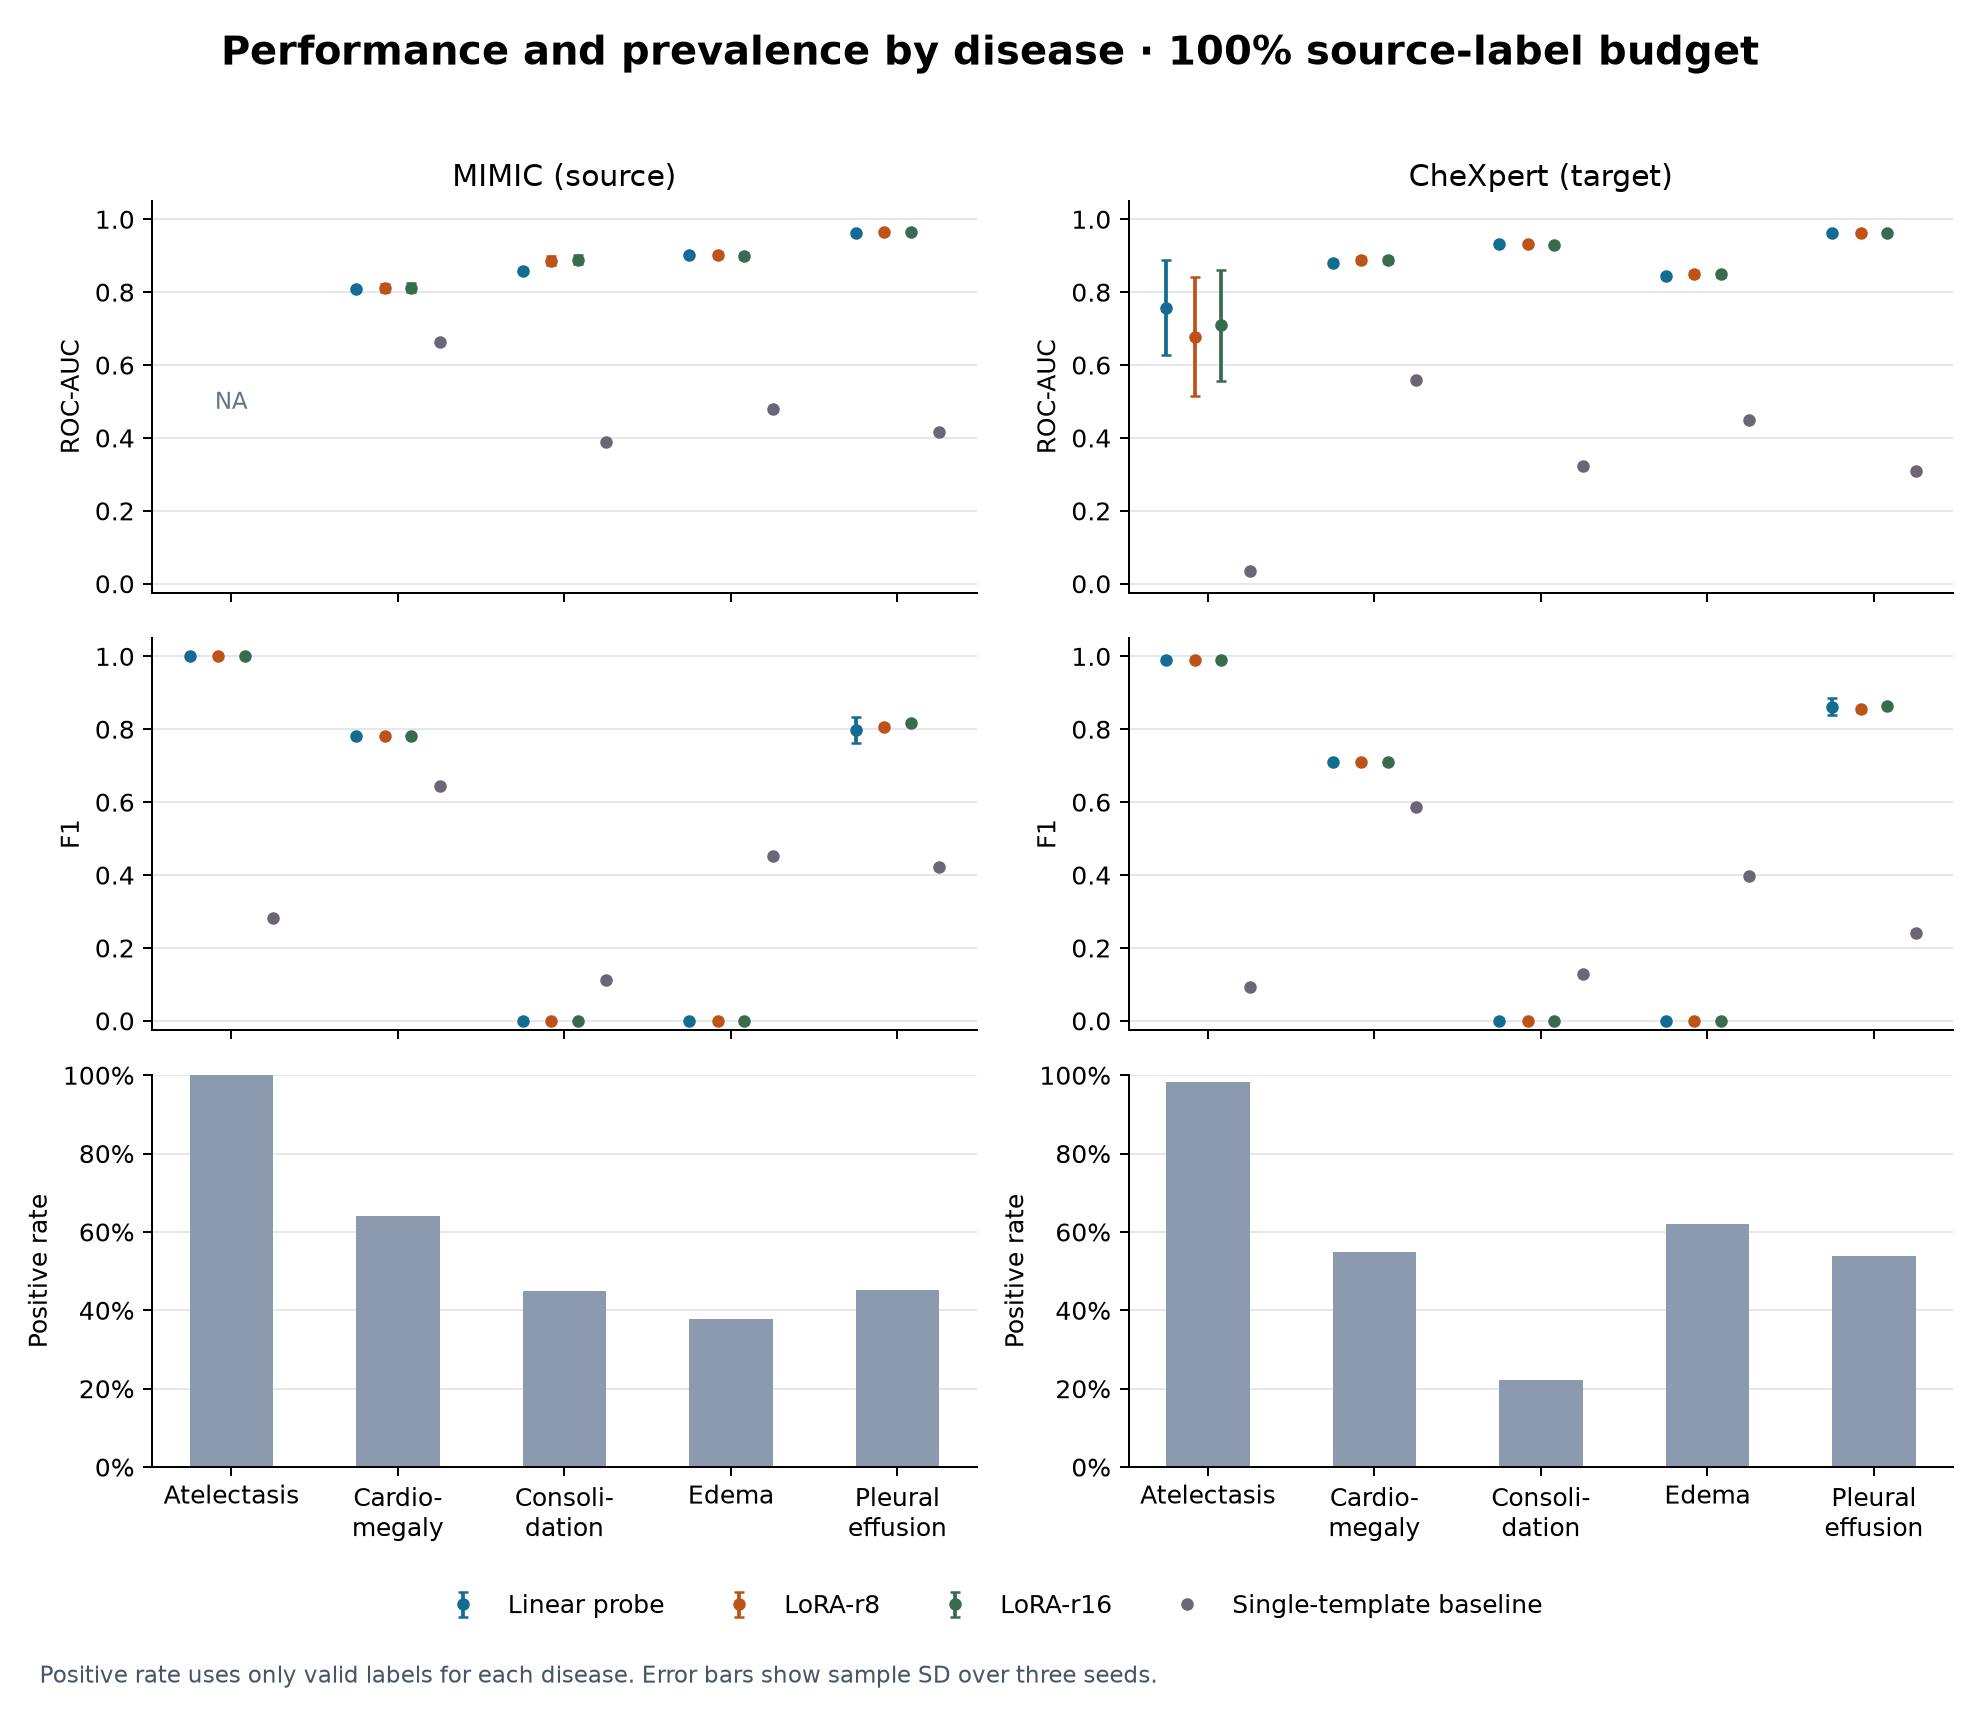 Performance and prevalence by disease · 100% source-label budget
MIMIC (source)
ROC-AUC
1.0
0.8
0.6
0.4
0.2
0.0
NA
CheXpert (target)
ROC-AUC
1.0
0.8
0.6
0.4
0.2
0.0
F1
1.0
0.8
0.6
0.4
0.2
0.0
F1
1.0
0.8
0.6
0.4
0.2
0.0
Positive rate
100%
80%
60%
40%
20%
0%
Atelectasis
Cardio-
megaly
Consoli-
dation
Edema
Pleural
effusion
Positive rate
100%
80%
60%
40%
20%
0%
Atelectasis
Cardio-
megaly
Consoli-
dation
Edema
Pleural
effusion
Linear probe
LoRA-r8
LoRA-r16
Single-template baseline
Positive rate uses only valid labels for each disease. Error bars show sample SD over three seeds.